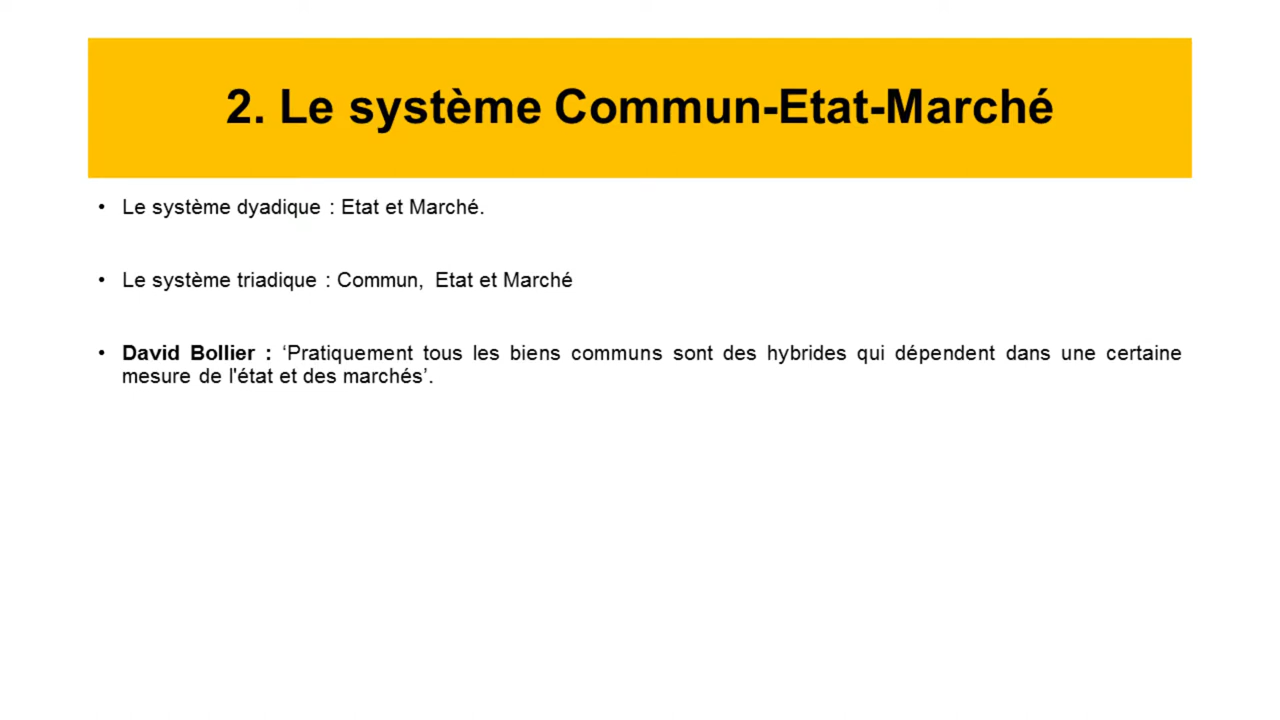 2. Le système Commun-Etat-Marché
• Le système dyadique : Etat et Marché.
• Le système triadique : Commun, Etat et Marché
• David Bollier : ‘Pratiquement tous les biens communs sont des hybrides qui dépendent dans une certaine
mesure de l'état et des marchés’.